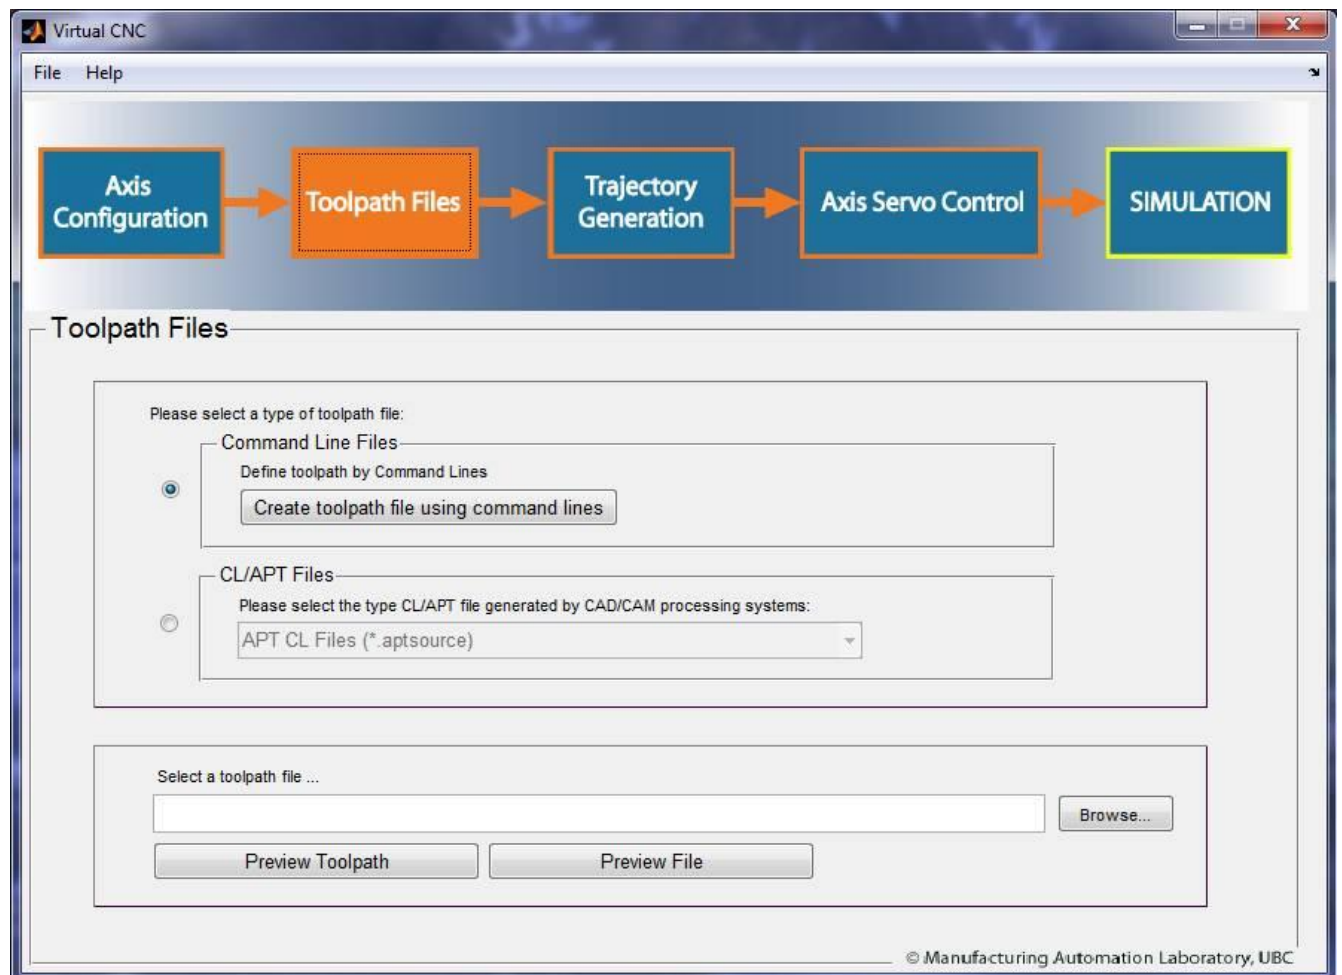 Virtual CNC
File Help
Axis
Configuration
Toolpath Files
Trajectory
Generation
Axis Servo Control
SIMULATION
Toolpath Files
Please select a type of toolpath file:
Command Line Files
Define toolpath by Command Lines
Create toolpath file using command lines
CL/APT Files
Please select the type CL/APT file generated by CAD/CAM processing systems:
APT CL Files (*.aptsource)
Select a toolpath file ...
Browse...
Preview Toolpath
Preview File
© Manufacturing Automation Laboratory, UBC